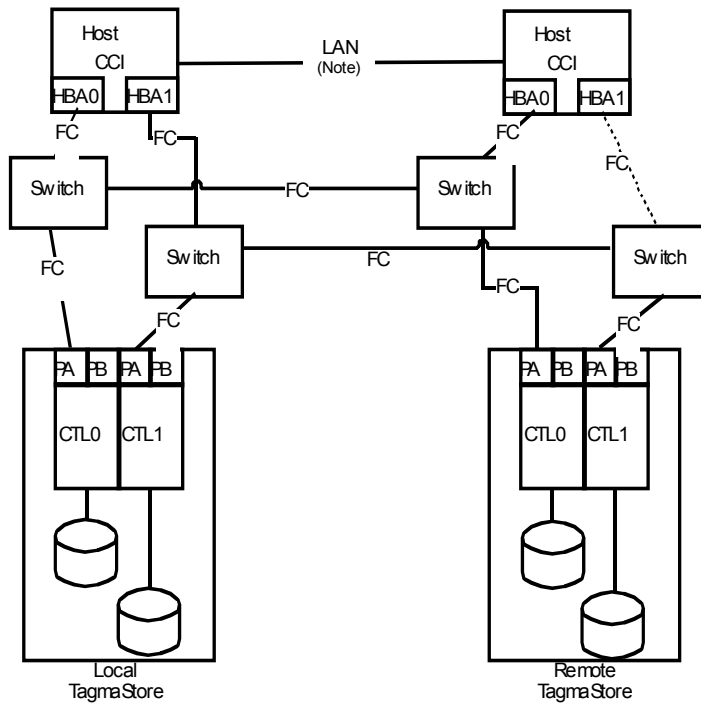 Host
CCI
HBA0 HBA1
LAN
(Note)
Host
CCI
HBA0 HBA1
FC
FC
FC
FC
Switch
FC
Switch
Switch
Switch
FC
FC
FC
FC
FC
PA PB PA PB
PA PB PA PB
CTL0 CTL1
CTL0 CTL1
Local
TagmaStore
Remote
TagmaStore